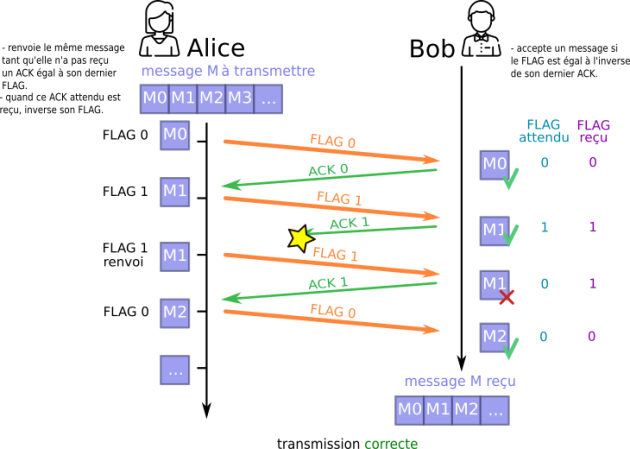 Alice
Bob
- renvoie le même message
tant qu'elle n'a pas reçu
un ACK égal à son dernier
FLAG.
- quand ce ACK attendu est
reçu, inverse son FLAG.
- accepte un message si
le FLAG est égal à l'inverse
de son dernier ACK.
message M à transmettre
M0 M1 M2 M3 ...
FLAG attendu
FLAG reçu
FLAG 0 M0
FLAG 0
M0 0 0
ACK 0
FLAG 1 M1
FLAG 1
M1 1 1
ACK 1
FLAG 1
renvoi
M1
FLAG 1
M1 0 1
ACK 1
FLAG 0 M2
FLAG 0
M2 0 0
...
message M reçu
M0 M1 M2 ...
transmission correcte